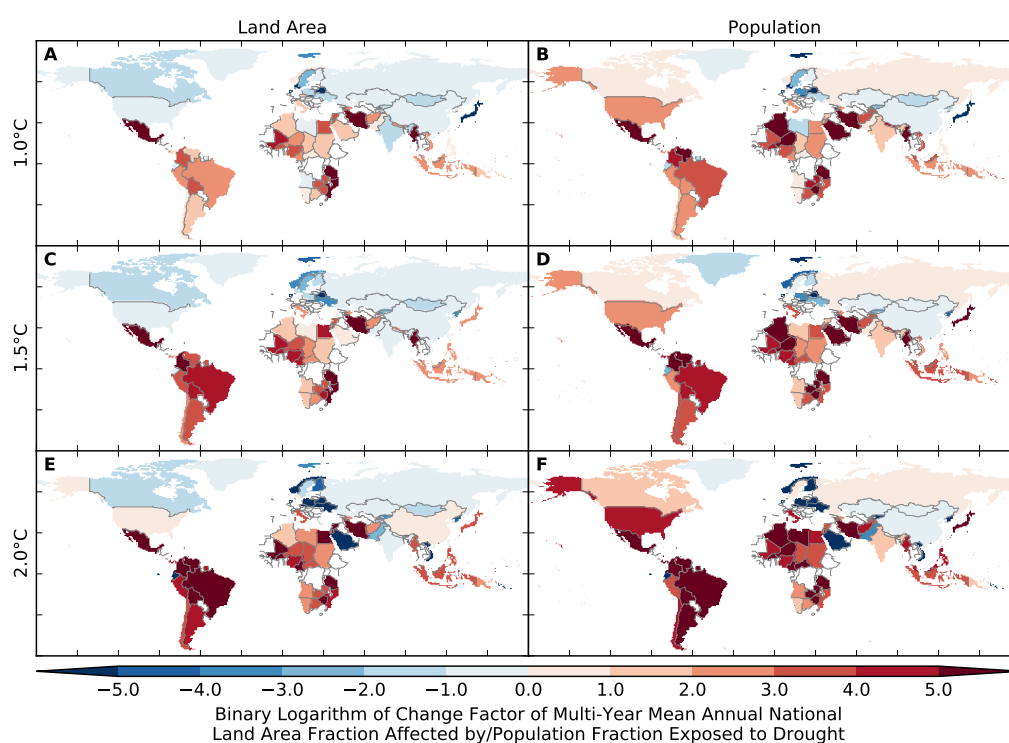 Land Area Population
A B
1.0°C
C D
1.5°C
E F
2.0°C
−5.0 −4.0 −3.0 −2.0 −1.0 0.0 1.0 2.0 3.0 4.0 5.0
Binary Logarithm of Change Factor of Multi-Year Mean Annual National
Land Area Fraction Affected by/Population Fraction Exposed to Drought